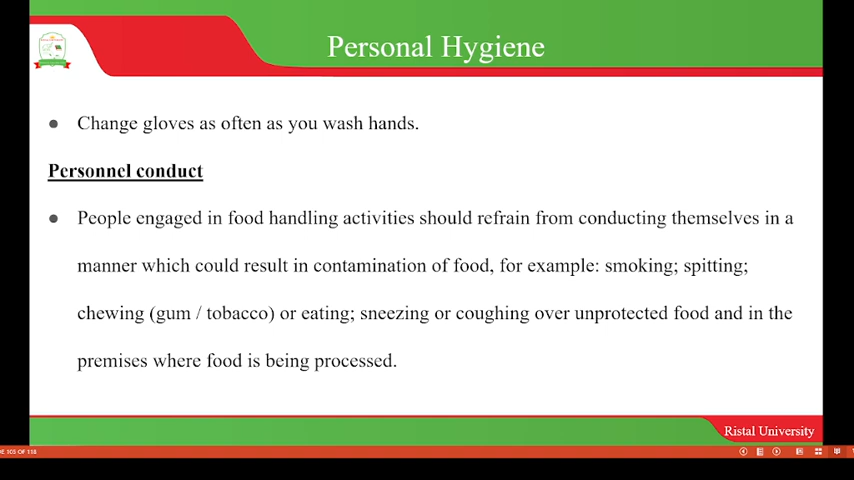 Personal Hygiene
● Change gloves as often as you wash hands.
Personnel conduct
● People engaged in food handling activities should refrain from conducting themselves in a
manner which could result in contamination of food, for example: smoking; spitting;
chewing (gum / tobacco) or eating; sneezing or coughing over unprotected food and in the
premises where food is being processed.
Ristal University
105 OF 118